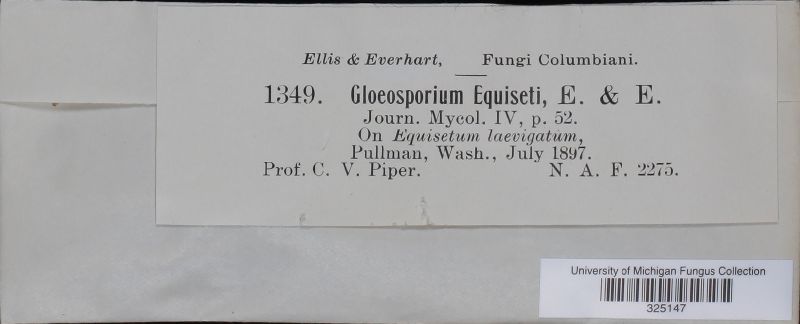 Ellis & Everhart, Fungi Columbiani.
1349. Gloeosporium Equiseti, E. & E.
Journ. Mycol. IV, p. 52.
On Equisetum laevigatum,
Pullman, Wash., July 1897.
Prof. C. V. Piper. N. A. F. 2275.
University of Michigan Fungus Collection
325147